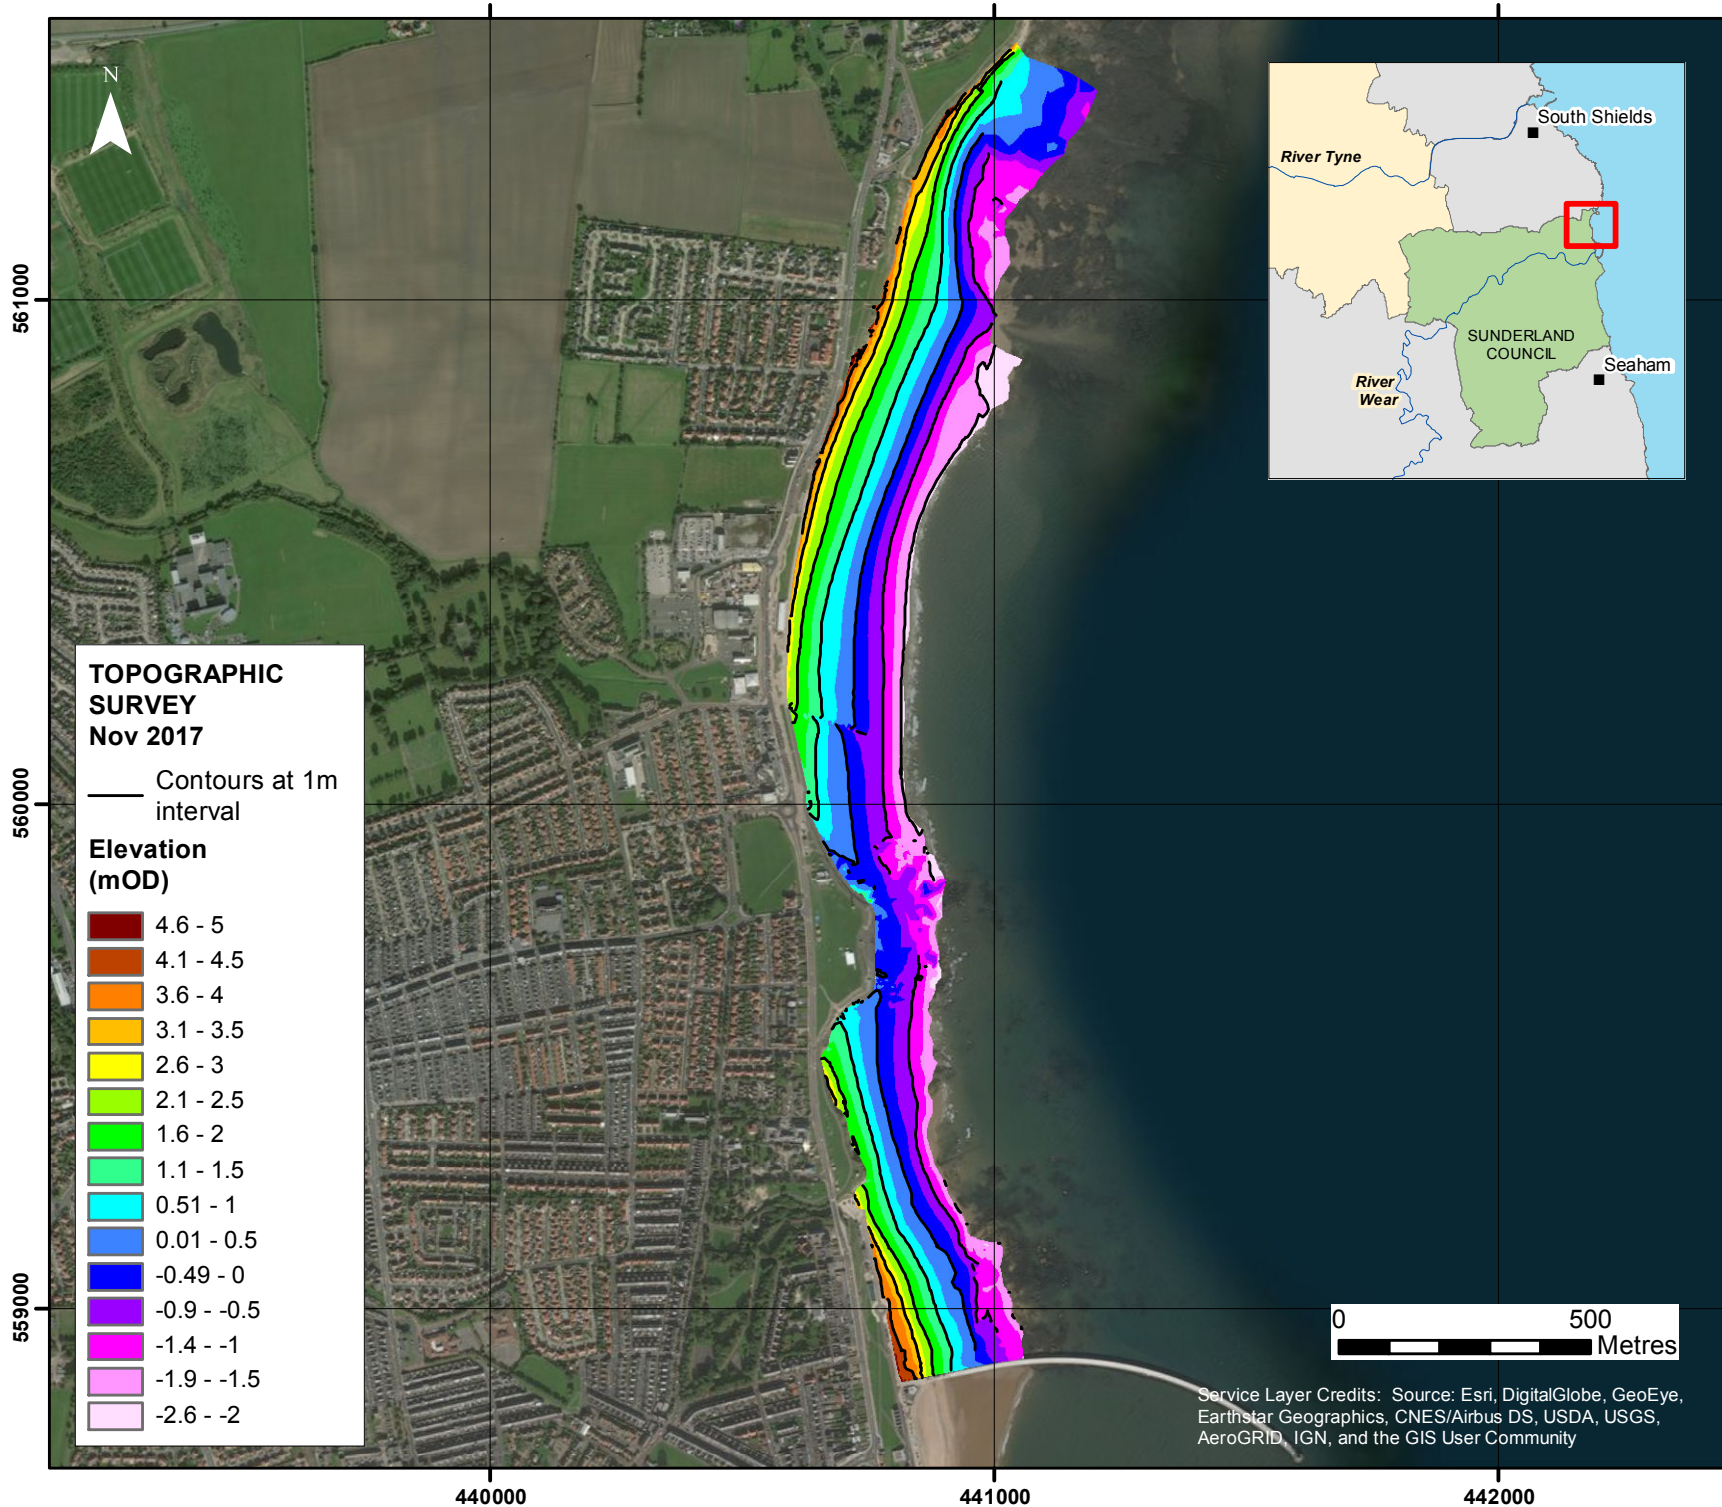 N
South Shields
River Tyne
SUNDERLAND
COUNCIL
Seaham
River
Wear
561000
560000
559000
TOPOGRAPHIC
SURVEY
Nov 2017
Contours at 1m
interval
Elevation
(mOD)
4.6 - 5
4.1 - 4.5
3.6 - 4
3.1 - 3.5
2.6 - 3
2.1 - 2.5
1.6 - 2
1.1 - 1.5
0.51 - 1
0.01 - 0.5
-0.49 - 0
-0.9 - -0.5
-1.4 - -1
-1.9 - -1.5
-2.6 - -2
0 500
Metres
Service Layer Credits: Source: Esri, DigitalGlobe, GeoEye,
Earthstar Geographics, CNES/Airbus DS, USDA, USGS,
AeroGRID, IGN, and the GIS User Community
440000 441000 442000